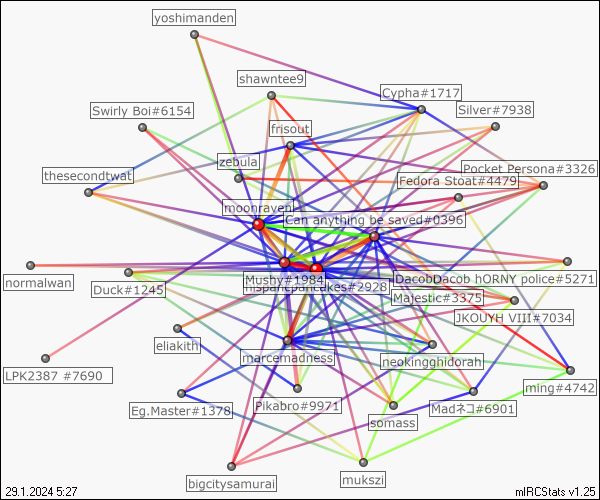 yoshimanden
shawntee9
Cypha#1717
Swirly Boi#6154
Silver#7938
frisout
zebula
Pocket Persona#3326
thesecondtwat
Fedora Stoat#4479
moonraven
Can anything be saved#0396
normalwan
Mushy#1984
DacobDacob hORNY police#5271
Duck#1245
#2928
Majestic#3375
JKOUYH VIII#7034
eliakith
marcemadness
neokingghidorah
LPK2387 #7690
ming#4742
Eg.Master#1378
Pikabro#9971
somass
Madネコ#6901
bigcitysamurai
mukszi
29.1.2024 5:27
mIRCStats v1.25